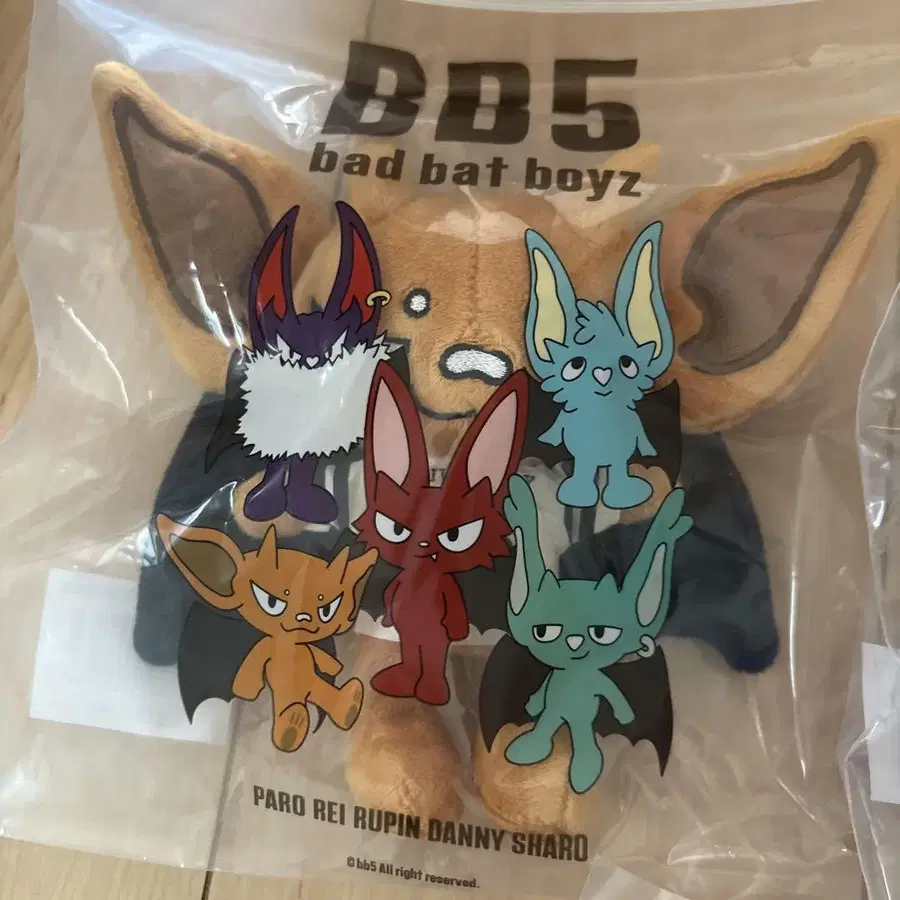 BB5
bad bat boyz
PARO REI RUPIN DANNY SHARO
©bb5 All right reserved.